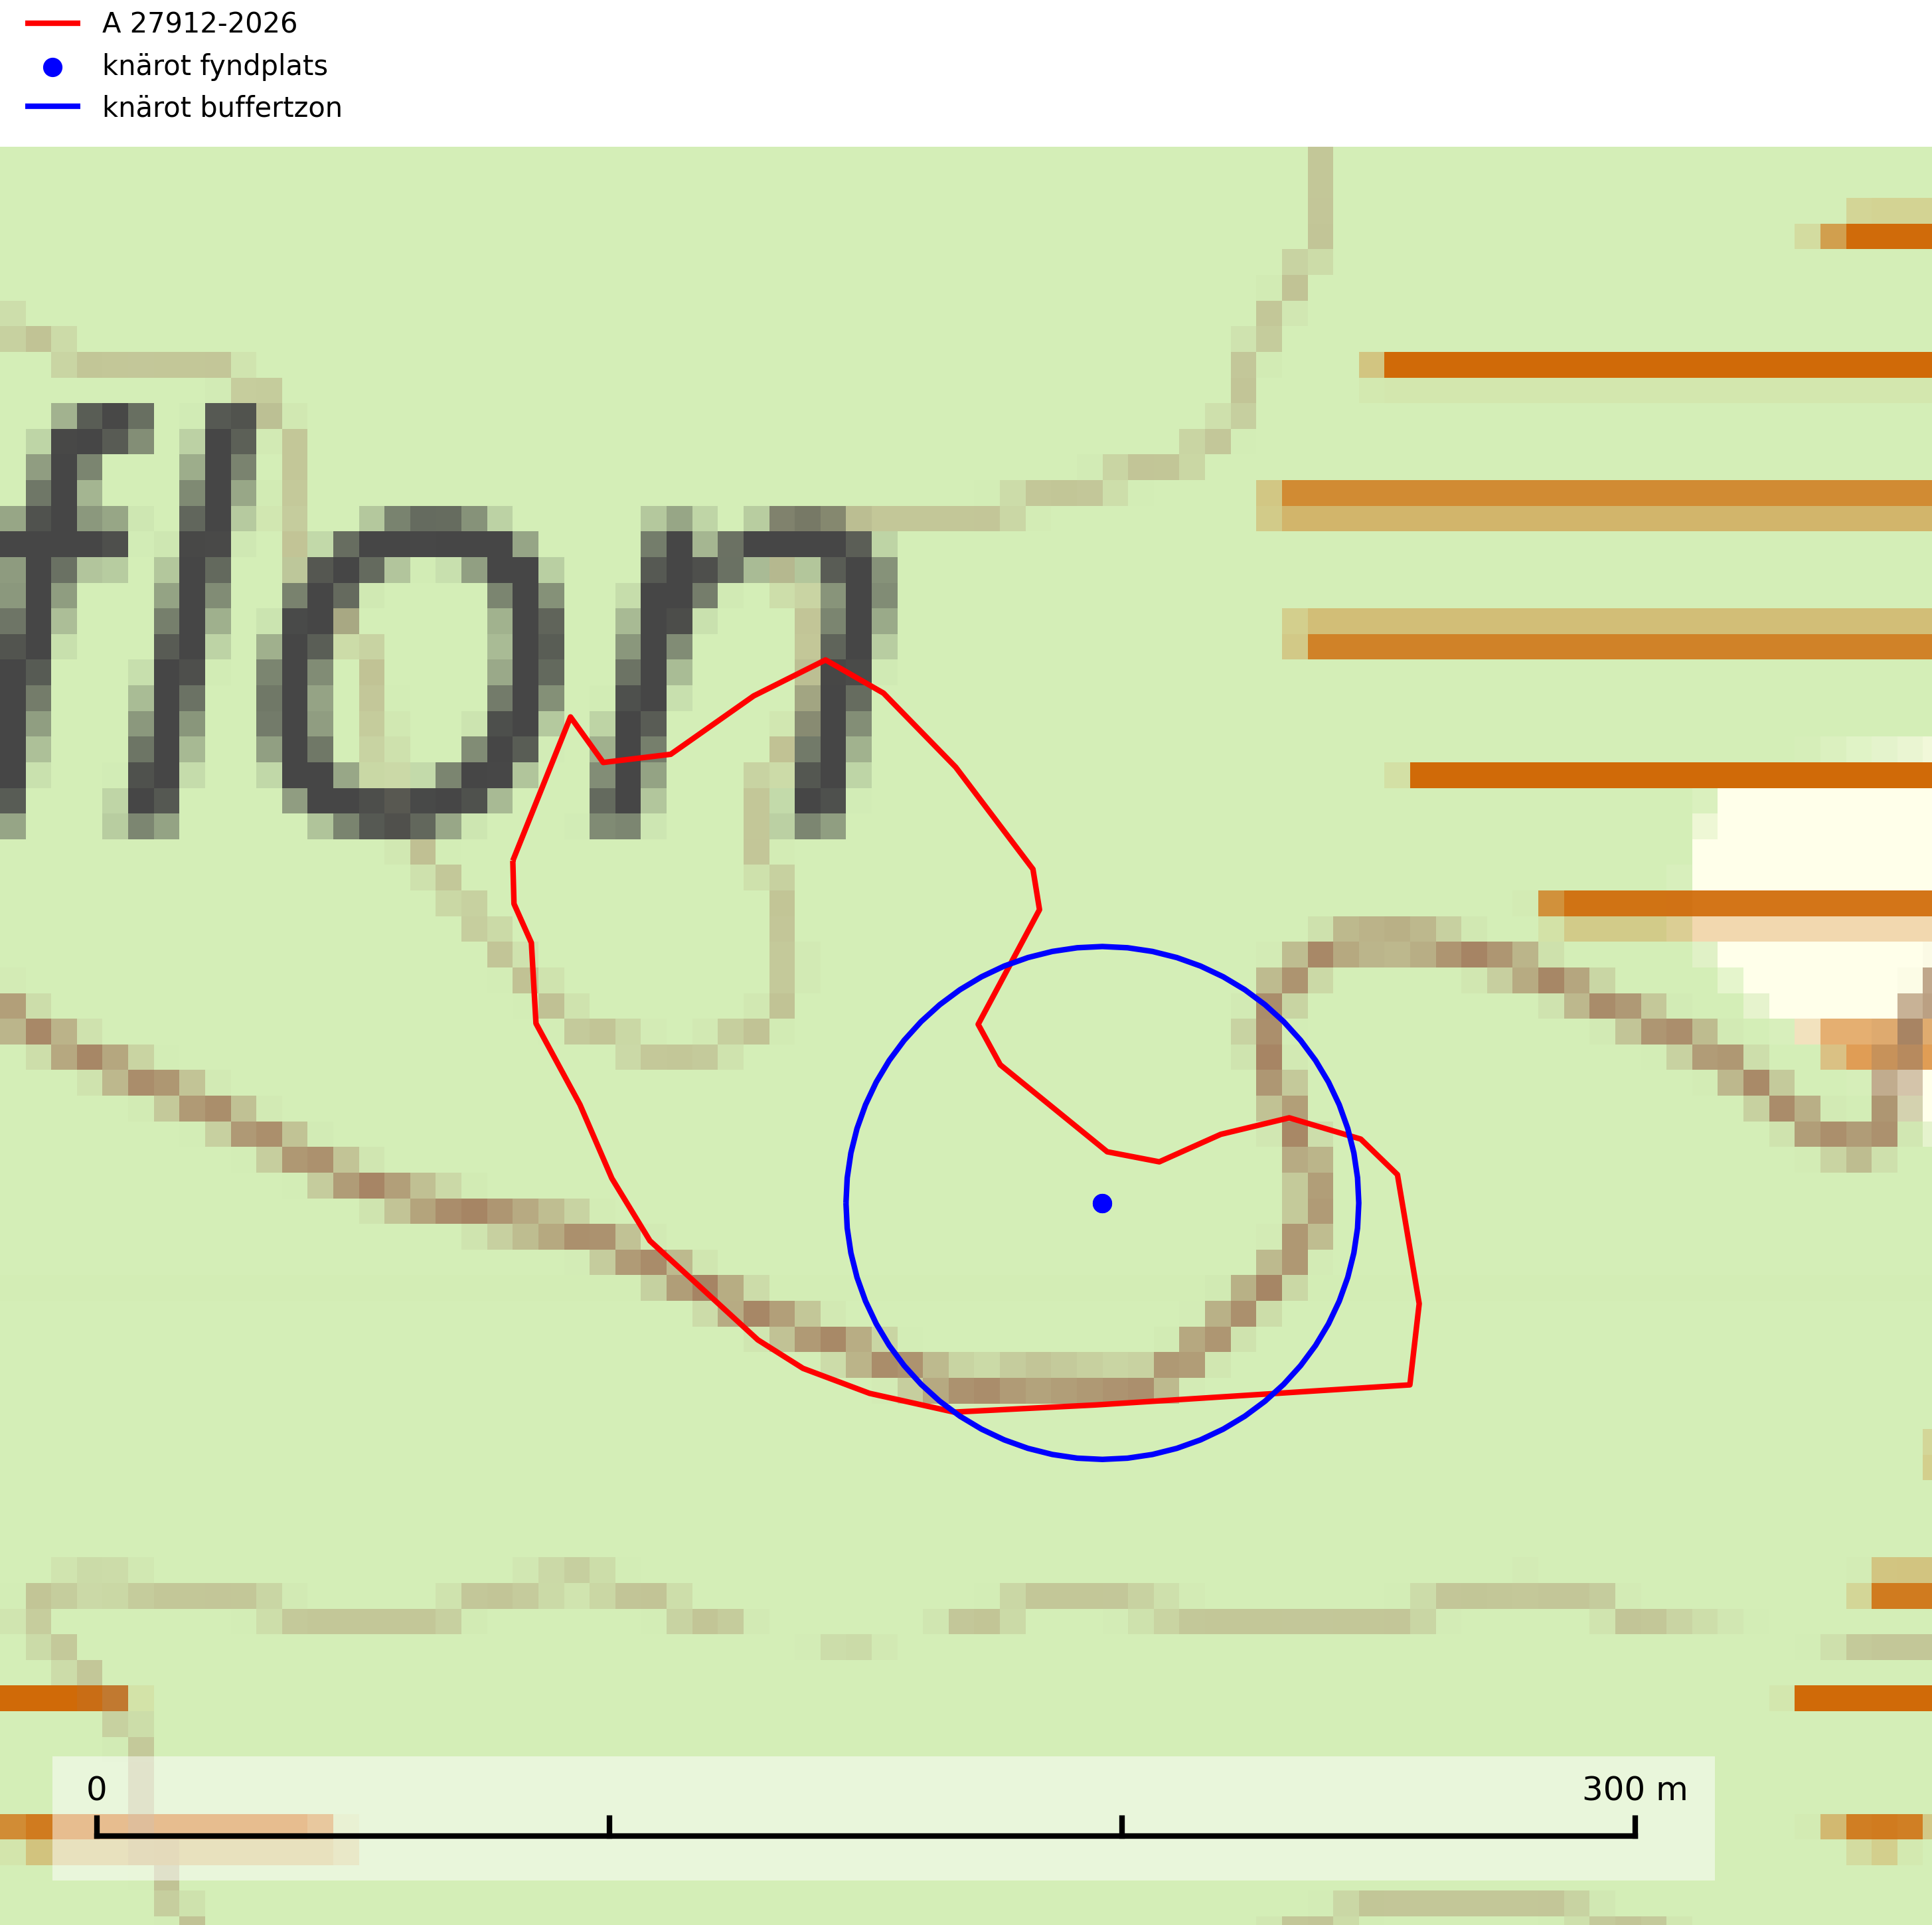 A 27912-2026
knärot fyndplats
knärot buffertzon
flon
0
300 m